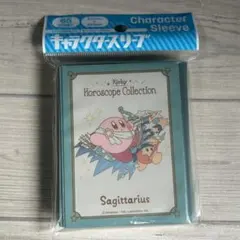 Character
Sleeve
キャラクタースリーブ
Kirby
Horoscope Collection
Sagittarius